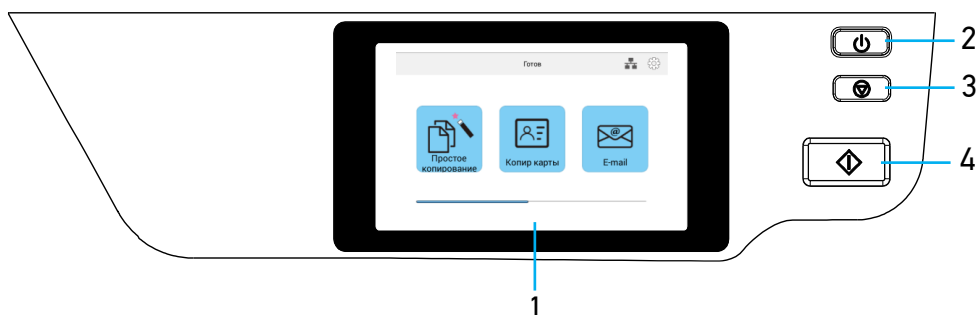 2
Готов
3
Простое
копирование
Копир карты
E-mail
4
1